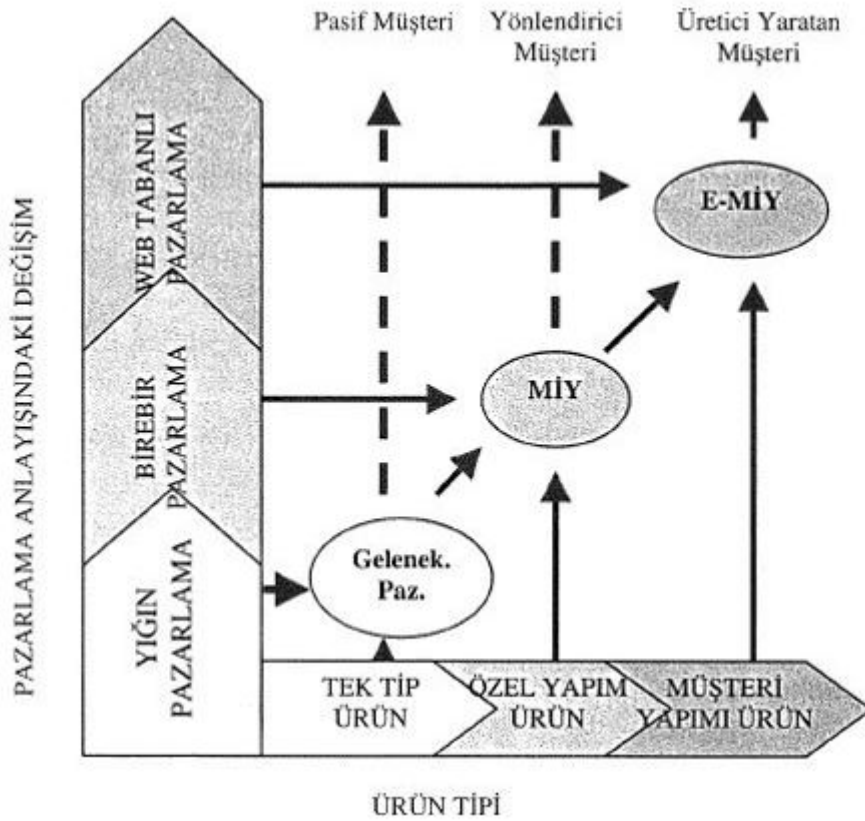 Pasif Müşteri
Yönlendirici
Müşteri
Üretici Yaratan
Müşteri
PAZARLAMA ANLAYIŞINDAKİ DEĞİŞİM
WEB TABANLI
PAZARLAMA
BİREBİR
PAZARLAMA
YIĞIN
PAZARLAMA
E-MİY
MİY
Gelenek.
Paz.
TEK TİP
ÜRÜN
ÖZEL YAPIM
ÜRÜN
MÜŞTERİ
YAPIMI ÜRÜN
ÜRÜN TİPİ